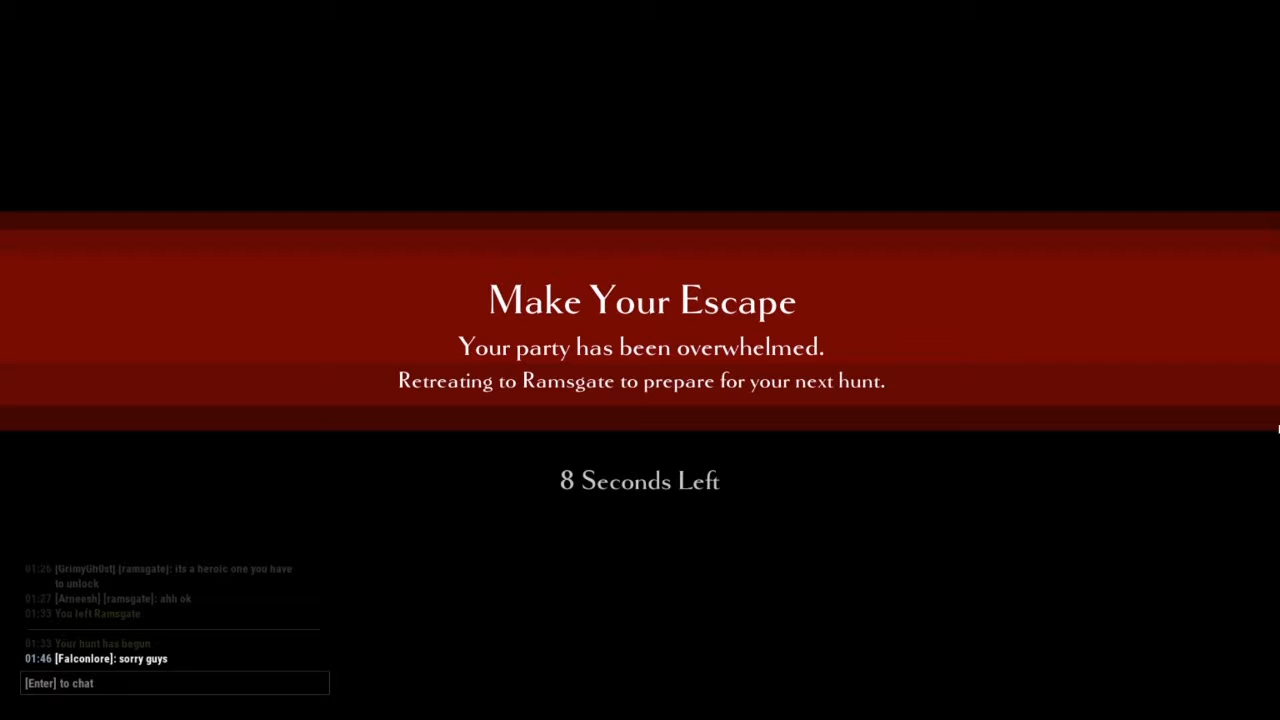 Make Your Escape
Your party has been overwhelmed.
Retreating to Ramsgate to prepare for your next hunt.
8 Seconds Left
01:26 [GrimyGh0st] [ramsgate]: its a heroic one you have
to unlock
01:27 [Arneesh] [ramsgate]: ahh ok
01:33 You left Ramsgate
01:33 Your hunt has begun
01:46 [Falconlore]: sorry guys
[Enter] to chat